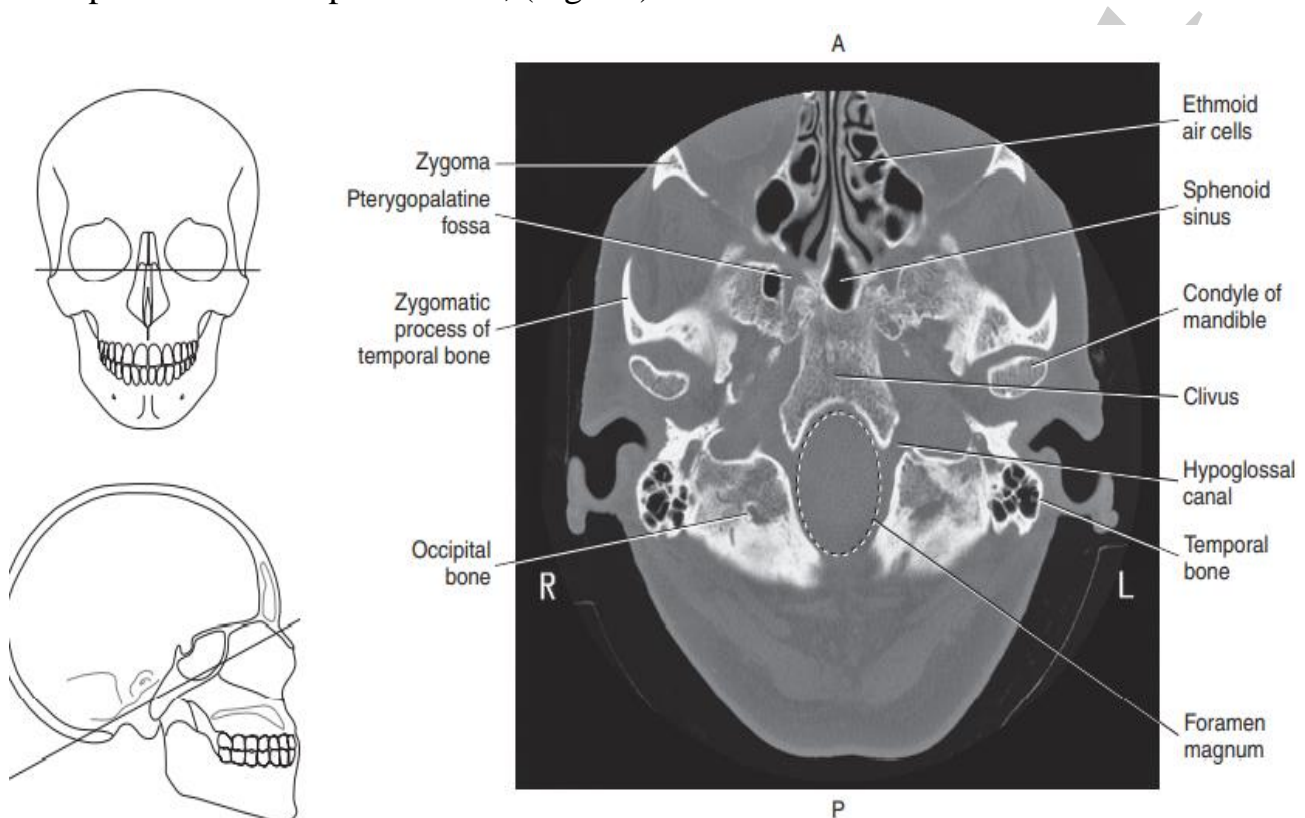 A
Zygoma
Pterygopalatine
fossa
Zygomatic
process of
temporal bone
Occipital
bone
Ethmoid
air cells
Sphenoid
sinus
Condyle of
mandible
Clivus
Hypoglossal
canal
Temporal
bone
Foramen
magnum
R
L
P